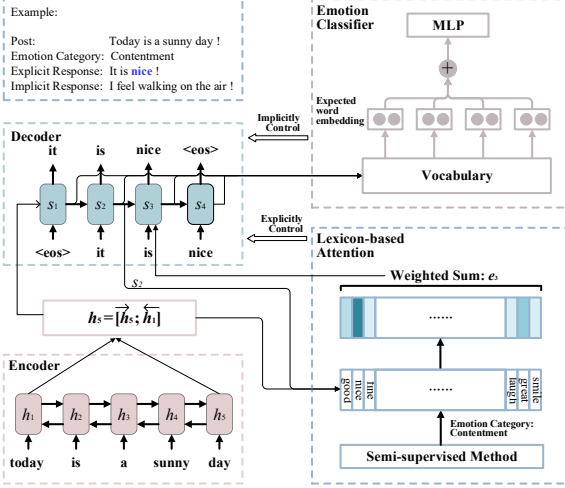 Example:
Post: Today is a sunny day !
Emotion Category: Contentment
Explicit Response: It is nice !
Implicit Response: I feel walking on the air !
Emotion
Classifier
MLP
+
Expected
word
embedding
Vocabulary
Implicitly
Control
Explicitly
Control
Decoder
it is nice <eos>
s1 s2 s3 s4
<eos> it is nice
s2
h5=[h5; h1]
Encoder
h1 h2 h3 h4 h5
today is a sunny day
Lexicon-based
Attention
Weighted Sum: e3
......
good nice fine ...... laugh great smile
Emotion Category:
Contentment
Semi-supervised Method